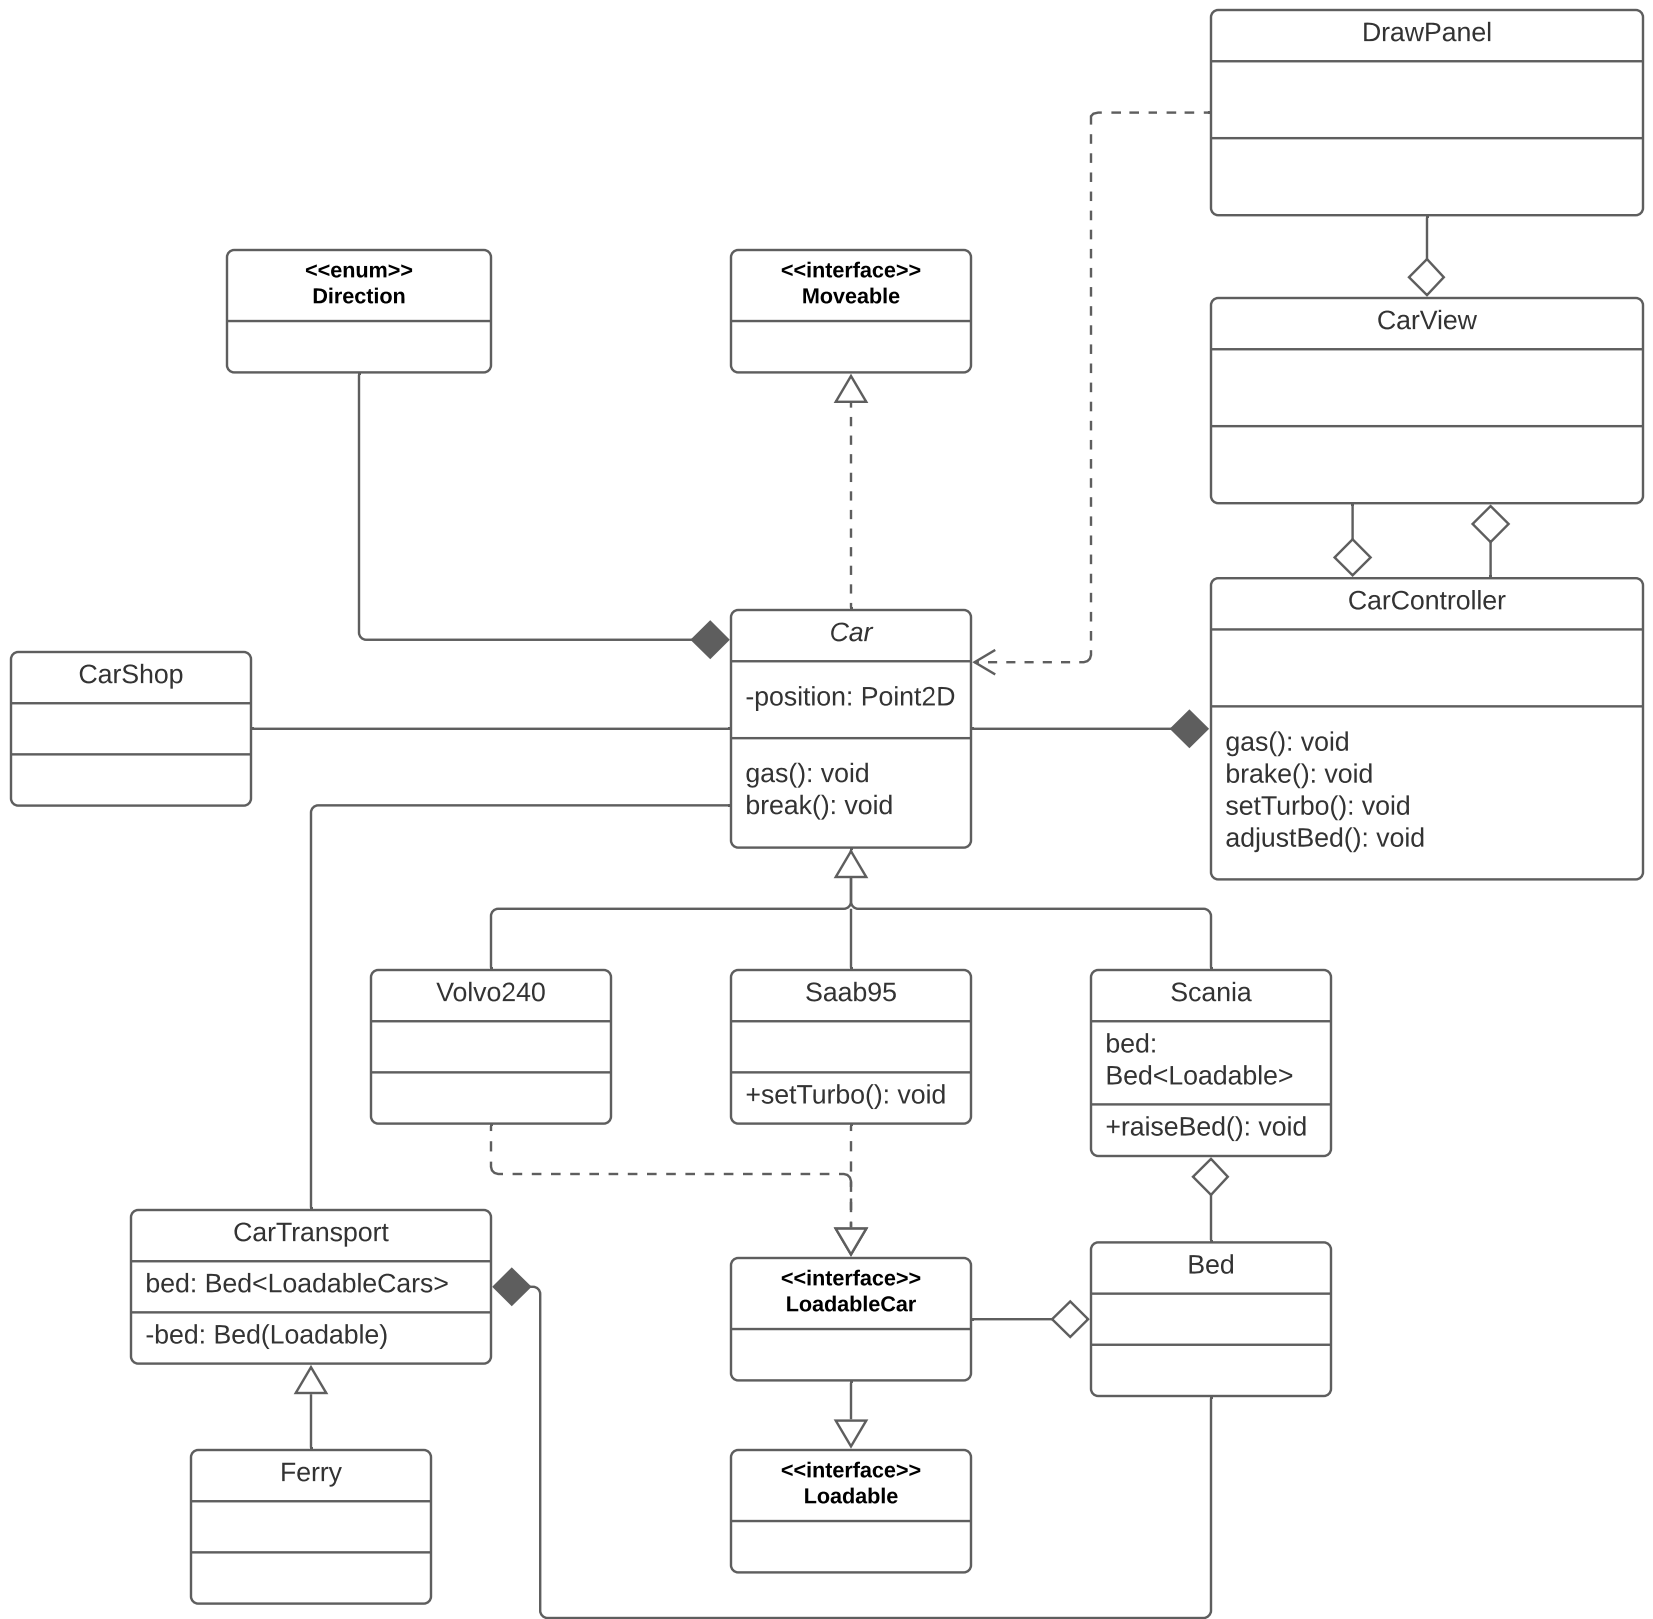 DrawPanel
<<enum>>
Direction
<<interface>>
Moveable
CarView
CarController
gas(): void
brake(): void
setTurbo(): void
adjustBed(): void
Car
-position: Point2D
gas(): void
break(): void
CarShop
Volvo240
Saab95
+setTurbo(): void
Scania
bed:
Bed<Loadable>
+raiseBed(): void
CarTransport
bed: Bed<LoadableCars>
-bed: Bed(Loadable)
<<interface>>
LoadableCar
Bed
Ferry
<<interface>>
Loadable